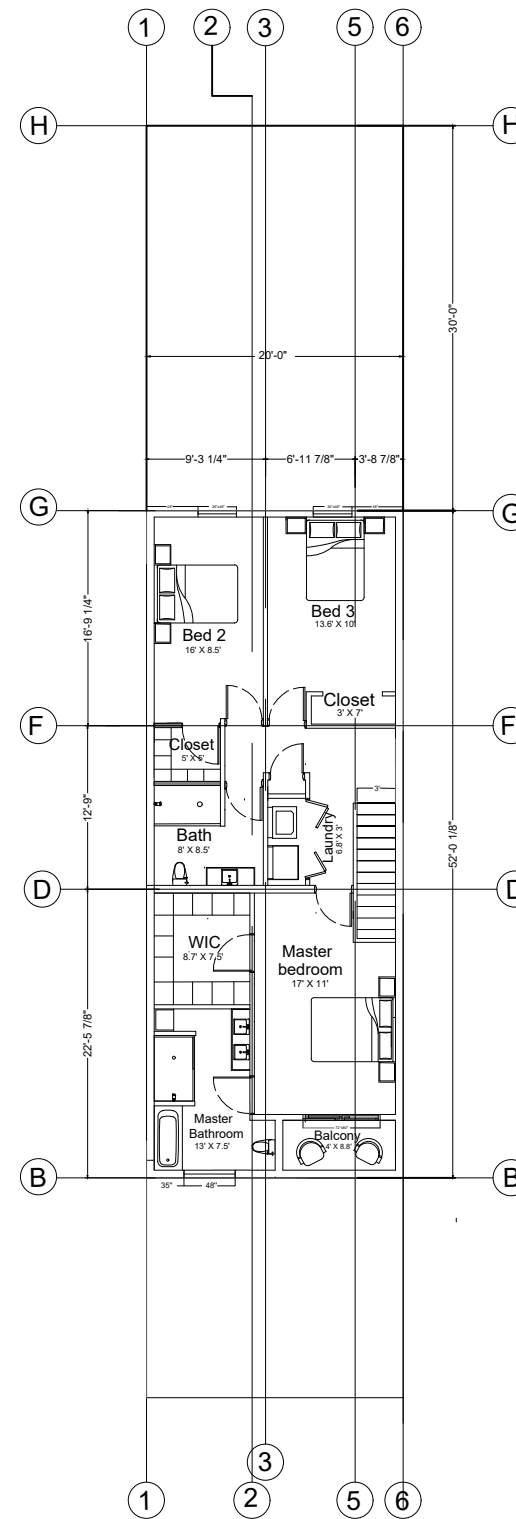 1 2 3 5 6
H H
30'-0"
20'-0"
9'-3 1/4" 6'-11 7/8" 3'-8 7/8"
G G
16'-9 1/4"
Bed 2
16' X 8.5'
Bed 3
13.6' X 10'
Closet
3' X 7'
F F
Closet
5' X 5'
12'-9"
Bath
8' X 8.5'
Laundry
6.8' X 3'
3'
52'-0 1/8"
D D
WIC
8.7' X 7.5'
Master
bedroom
17' X 11'
22'-5 7/8"
Master
Bathroom
13' X 7.5'
Balcony
4' X 8.8'
B B
35" 48"
3
1 2 5 6